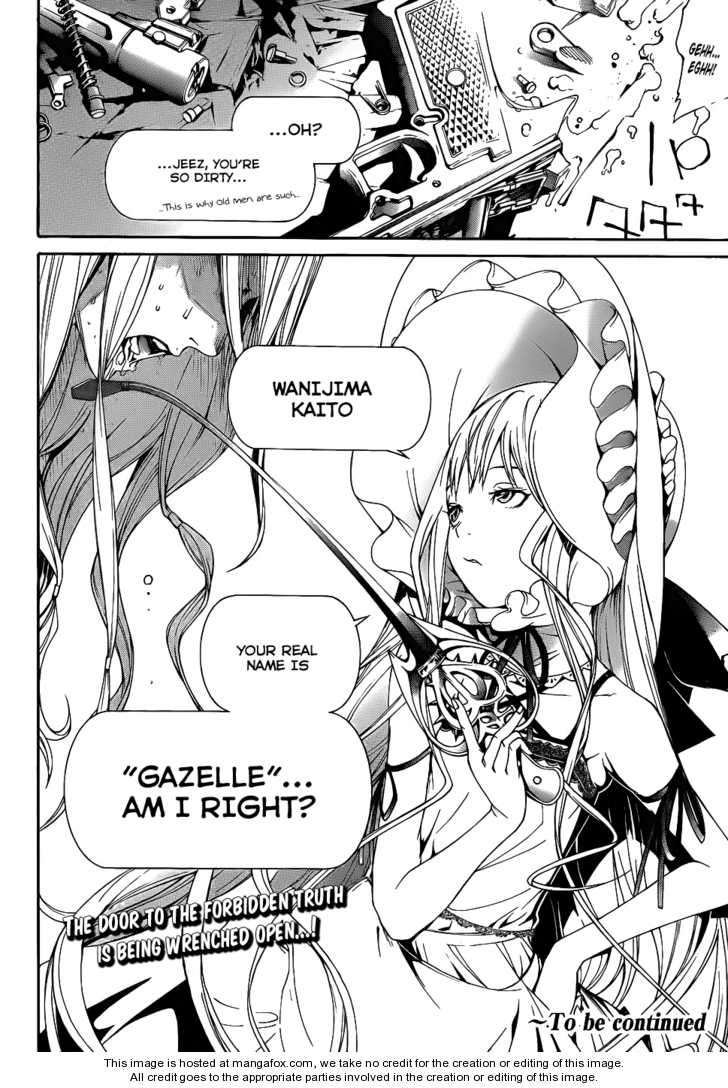 GEHH...
EGHH!
...OH?
...JEEZ, YOU'RE
SO DIRTY...
...This is why old men are such...
WANIJIMA
KAITO
YOUR REAL
NAME IS
"GAZELLE"...
AM I RIGHT?
THE DOOR TO THE FORBIDDEN TRUTH
IS BEING WRENCHED OPEN...!
~To be continued
This image is hosted at mangafox.com, we take no credit for the creation or editing of this image.
All credit goes to the appropriate parties involved in the creation or editing of this image.